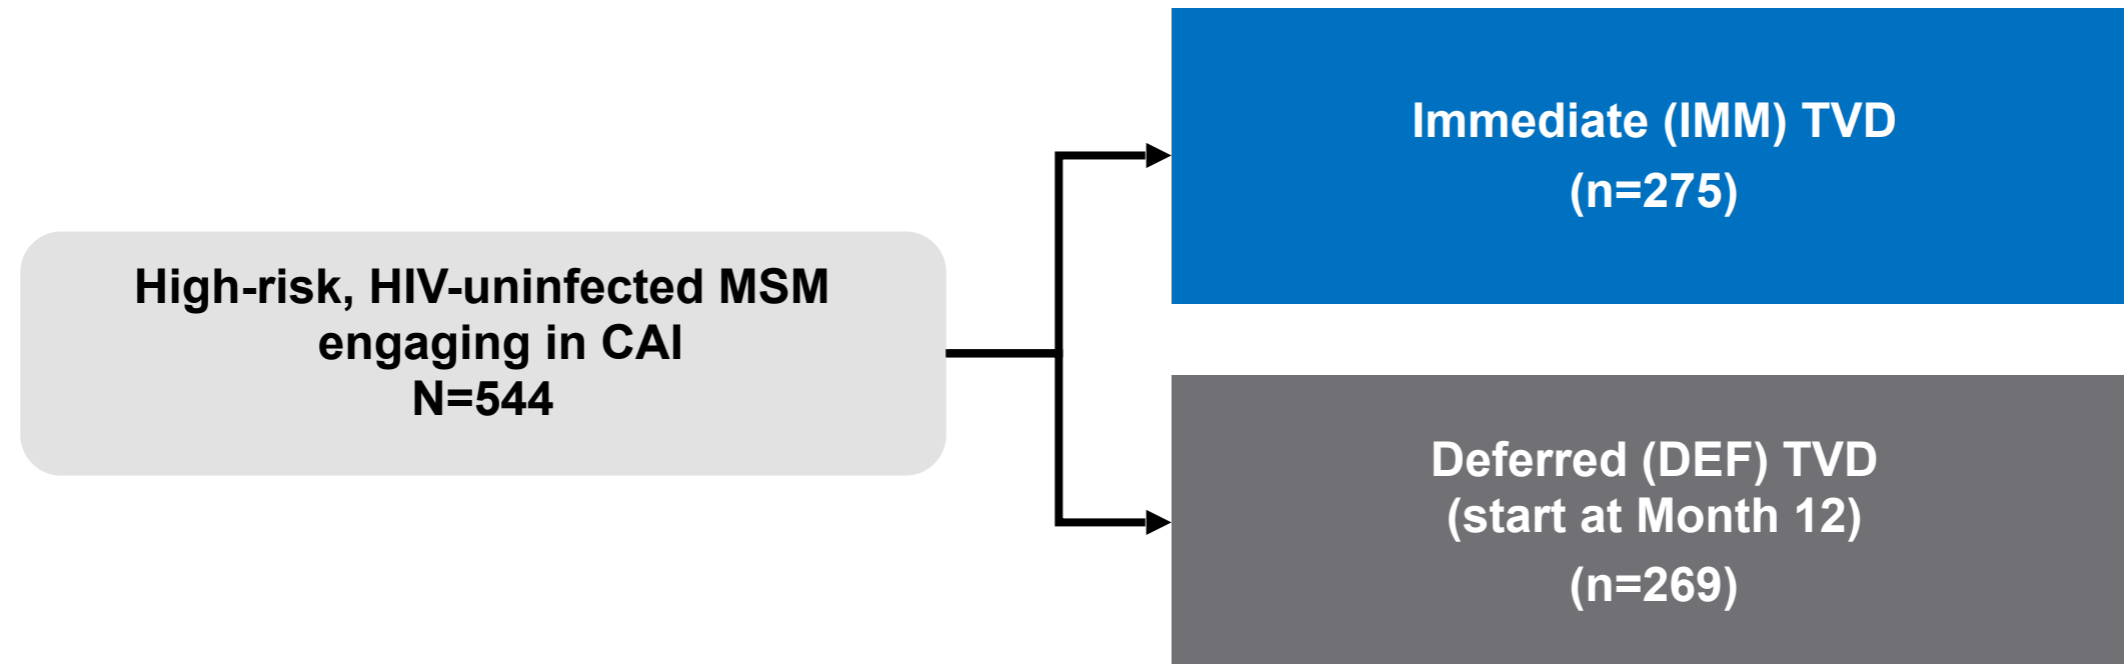 High-risk, HIV-uninfected MSM
engaging in CAI
N=544
Immediate (IMM) TVD
(n=275)
Deferred (DEF) TVD
(start at Month 12)
(n=269)